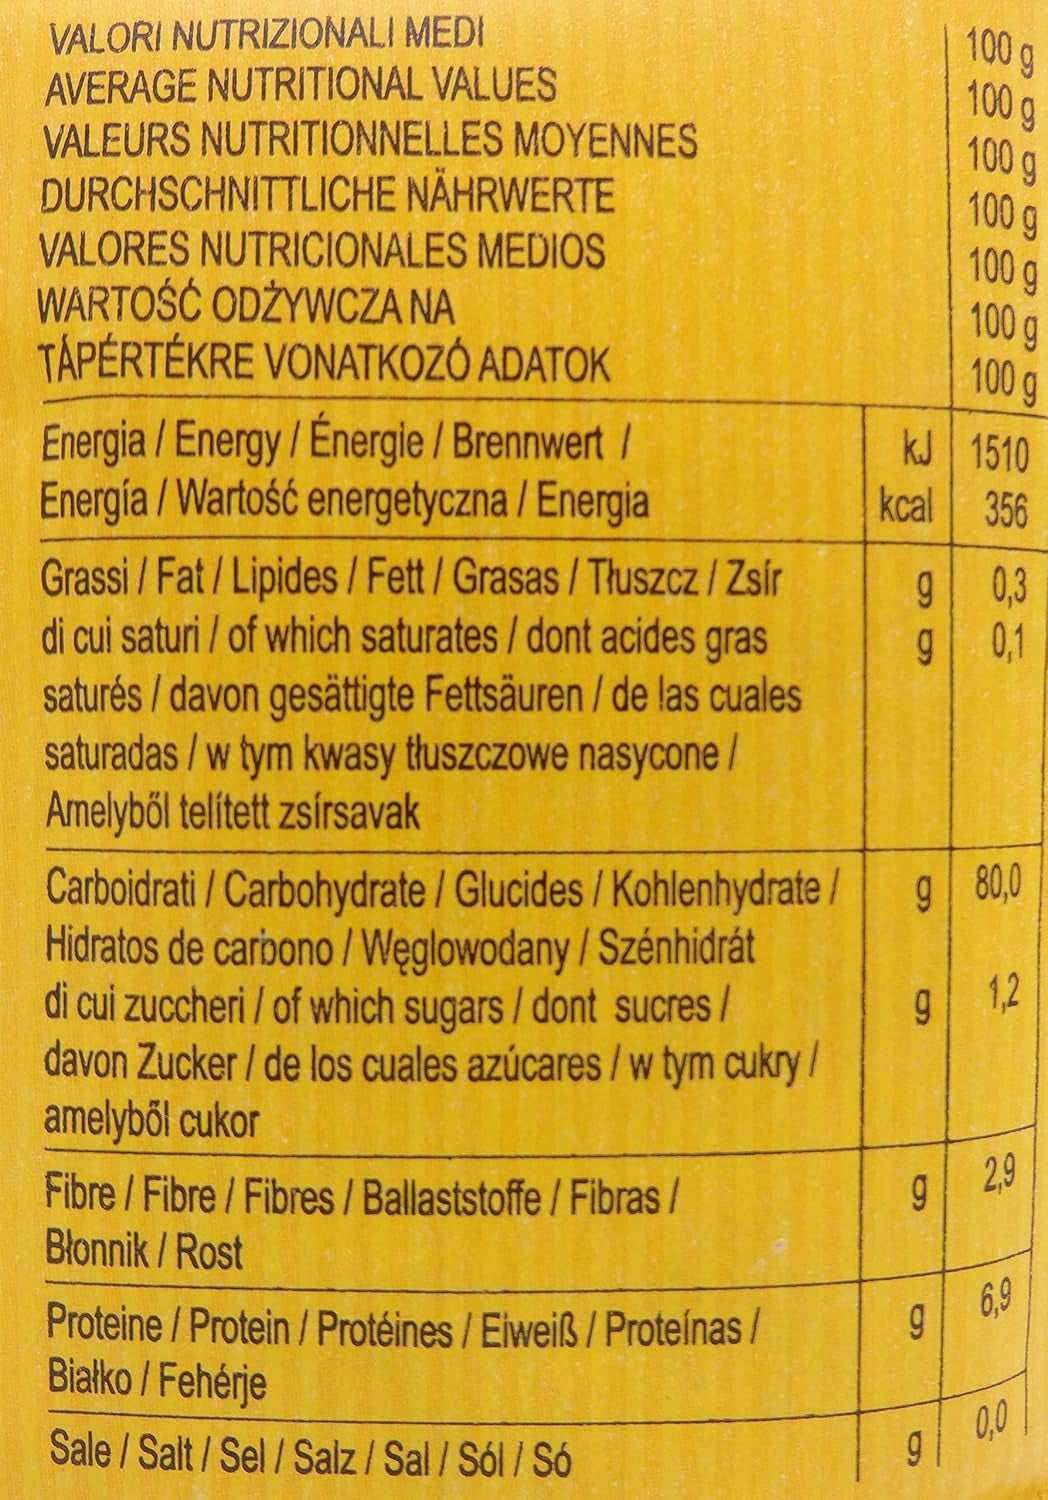 VALORI NUTRIZIONALI MEDI 100 g
AVERAGE NUTRITIONAL VALUES 100 g
VALEURS NUTRITIONNELLES MOYENNES 100 g
DURCHSCHNITTLICHE NÄHRWERTE 100 g
VALORES NUTRICIONALES MEDIOS 100 g
WARTOŚĆ ODŻYWCZA NA 100 g
TÁPÉRTÉKRE VONATKOZÓ ADATOK 100 g
Energia / Energy / Énergie / Brennwert / kJ 1510
Energía / Wartość energetyczna / Energia kcal 356
Grassi / Fat / Lipides / Fett / Grasas / Tłuszcz / Zsír g 0,3
di cui saturi / of which saturates / dont acides gras g 0,1
saturés / davon gesättigte Fettsäuren / de las cuales
saturadas / w tym kwasy tłuszczowe nasycone /
Amelyből telített zsírsavak
Carboidrati / Carbohydrate / Glucides / Kohlenhydrate / g 80,0
Hidratos de carbono / Węglowodany / Szénhidrát
di cui zuccheri / of which sugars / dont sucres / g 1,2
davon Zucker / de los cuales azúcares / w tym cukry /
amelyből cukor
Fibre / Fibre / Fibres / Ballaststoffe / Fibras / g 2,9
Błonnik / Rost
Proteine / Protein / Protéines / Eiweiß / Proteínas / g 6,9
Białko / Fehérje
Sale / Salt / Sel / Salz / Sal / Sól / Só g 0,0